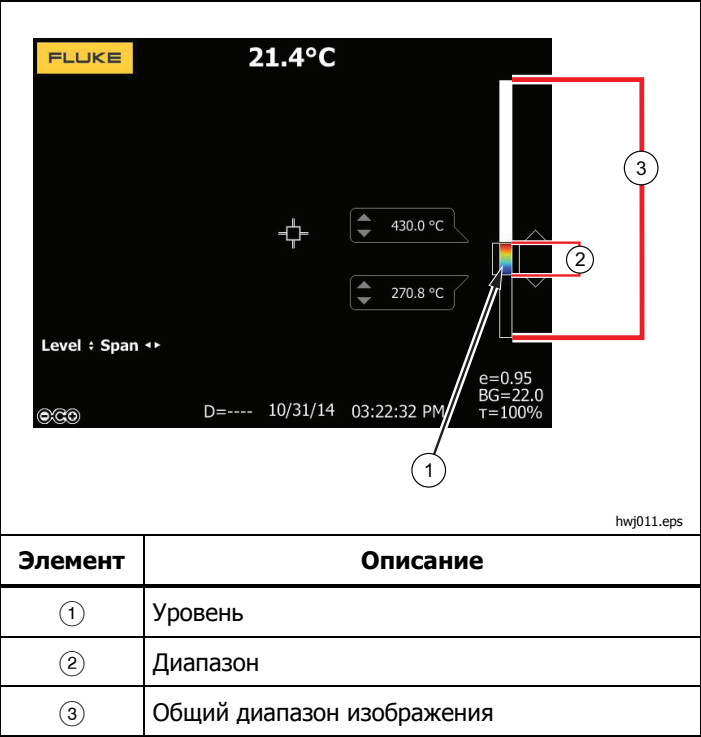 FLUKE
21.4°C
430.0 °C
270.8 °C
Level Span
e=0.95
BG=22.0
D=---- 10/31/14 03:22:32 PM τ=100%
3
2
1
hwj011.eps
Элемент Описание
1 Уровень
2 Диапазон
3 Общий диапазон изображения